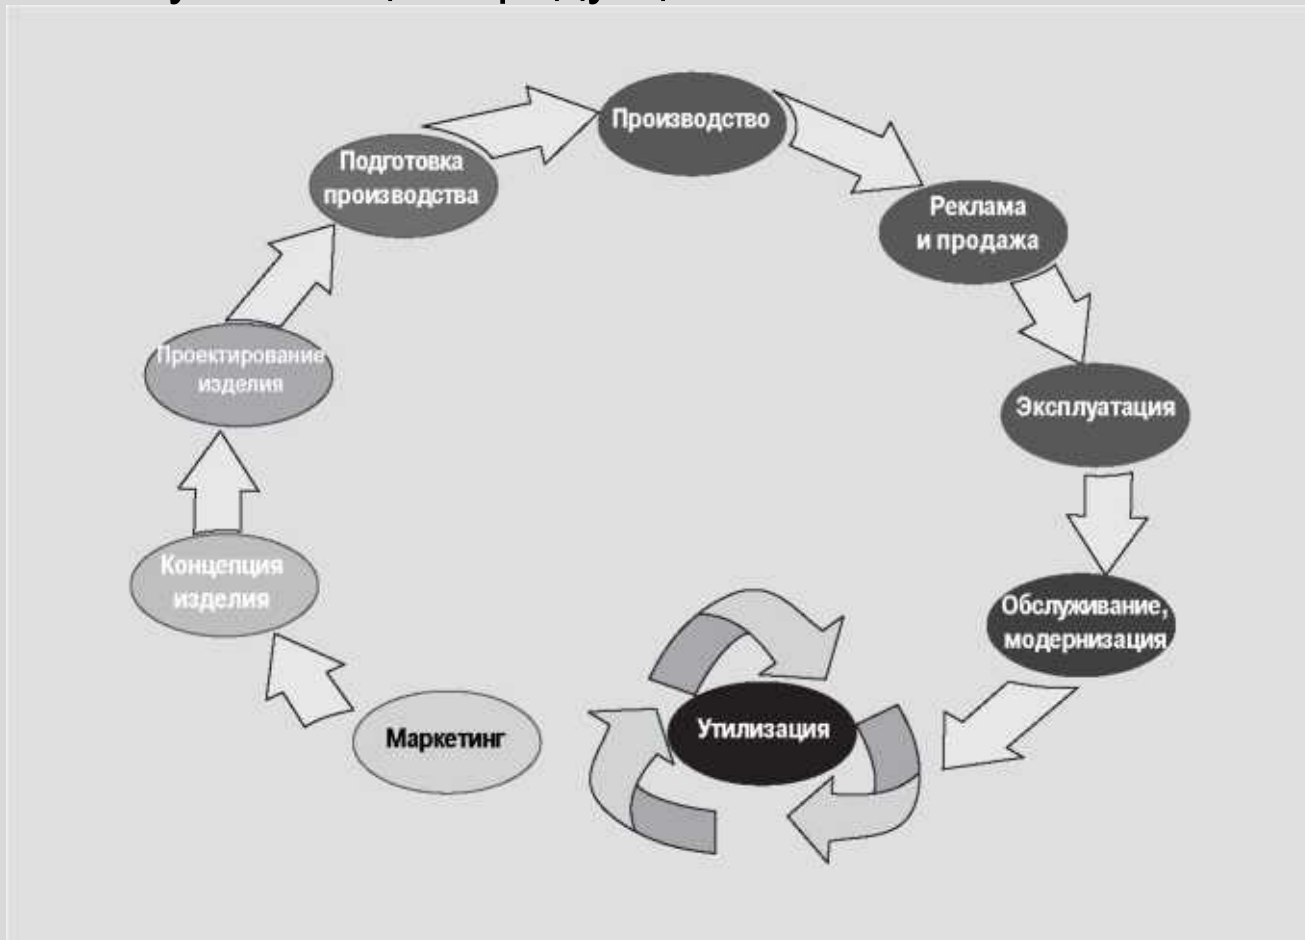 Производство
Подготовка
производства
Реклама
и продажа
Проектирование
изделия
Эксплуатация
Концепция
изделия
Обслуживание,
модернизация
Утилизация
Маркетинг